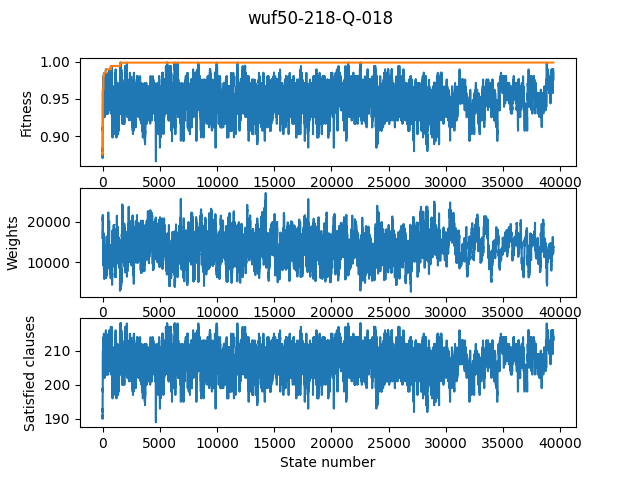 wuf50-218-Q-018
1.00
0.95
0.90
Fitness
0 5000 10000 15000 20000 25000 30000 35000 40000
20000
10000
Weights
0 5000 10000 15000 20000 25000 30000 35000 40000
210
200
190
Satisfied clauses
0 5000 10000 15000 20000 25000 30000 35000 40000
State number